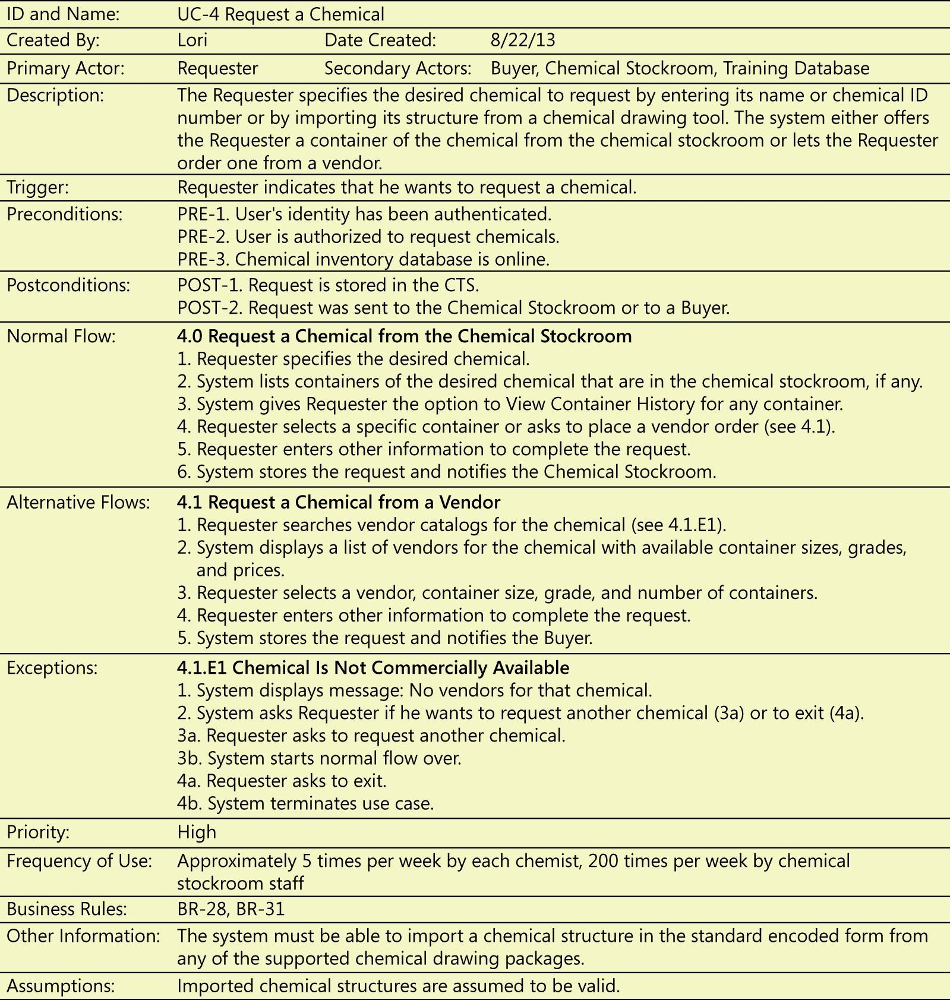 ID and Name: UC-4 Request a Chemical
Created By: Lori Date Created: 8/22/13
Primary Actor: Requester Secondary Actors: Buyer, Chemical Stockroom, Training Database
Description: The Requester specifies the desired chemical to request by entering its name or chemical ID
number or by importing its structure from a chemical drawing tool. The system either offers
the Requester a container of the chemical from the chemical stockroom or lets the Requester
order one from a vendor.
Trigger: Requester indicates that he wants to request a chemical.
Preconditions: PRE-1. User's identity has been authenticated.
PRE-2. User is authorized to request chemicals.
PRE-3. Chemical inventory database is online.
Postconditions: POST-1. Request is stored in the CTS.
POST-2. Request was sent to the Chemical Stockroom or to a Buyer.
Normal Flow: 4.0 Request a Chemical from the Chemical Stockroom
1. Requester specifies the desired chemical.
2. System lists containers of the desired chemical that are in the chemical stockroom, if any.
3. System gives Requester the option to View Container History for any container.
4. Requester selects a specific container or asks to place a vendor order (see 4.1).
5. Requester enters other information to complete the request.
6. System stores the request and notifies the Chemical Stockroom.
Alternative Flows: 4.1 Request a Chemical from a Vendor
1. Requester searches vendor catalogs for the chemical (see 4.1.E1).
2. System displays a list of vendors for the chemical with available container sizes, grades,
and prices.
3. Requester selects a vendor, container size, grade, and number of containers.
4. Requester enters other information to complete the request.
5. System stores the request and notifies the Buyer.
Exceptions: 4.1.E1 Chemical Is Not Commercially Available
1. System displays message: No vendors for that chemical.
2. System asks Requester if he wants to request another chemical (3a) or to exit (4a).
3a. Requester asks to request another chemical.
3b. System starts normal flow over.
4a. Requester asks to exit.
4b. System terminates use case.
Priority: High
Frequency of Use: Approximately 5 times per week by each chemist, 200 times per week by chemical
stockroom staff
Business Rules: BR-28, BR-31
Other Information: The system must be able to import a chemical structure in the standard encoded form from
any of the supported chemical drawing packages.
Assumptions: Imported chemical structures are assumed to be valid.